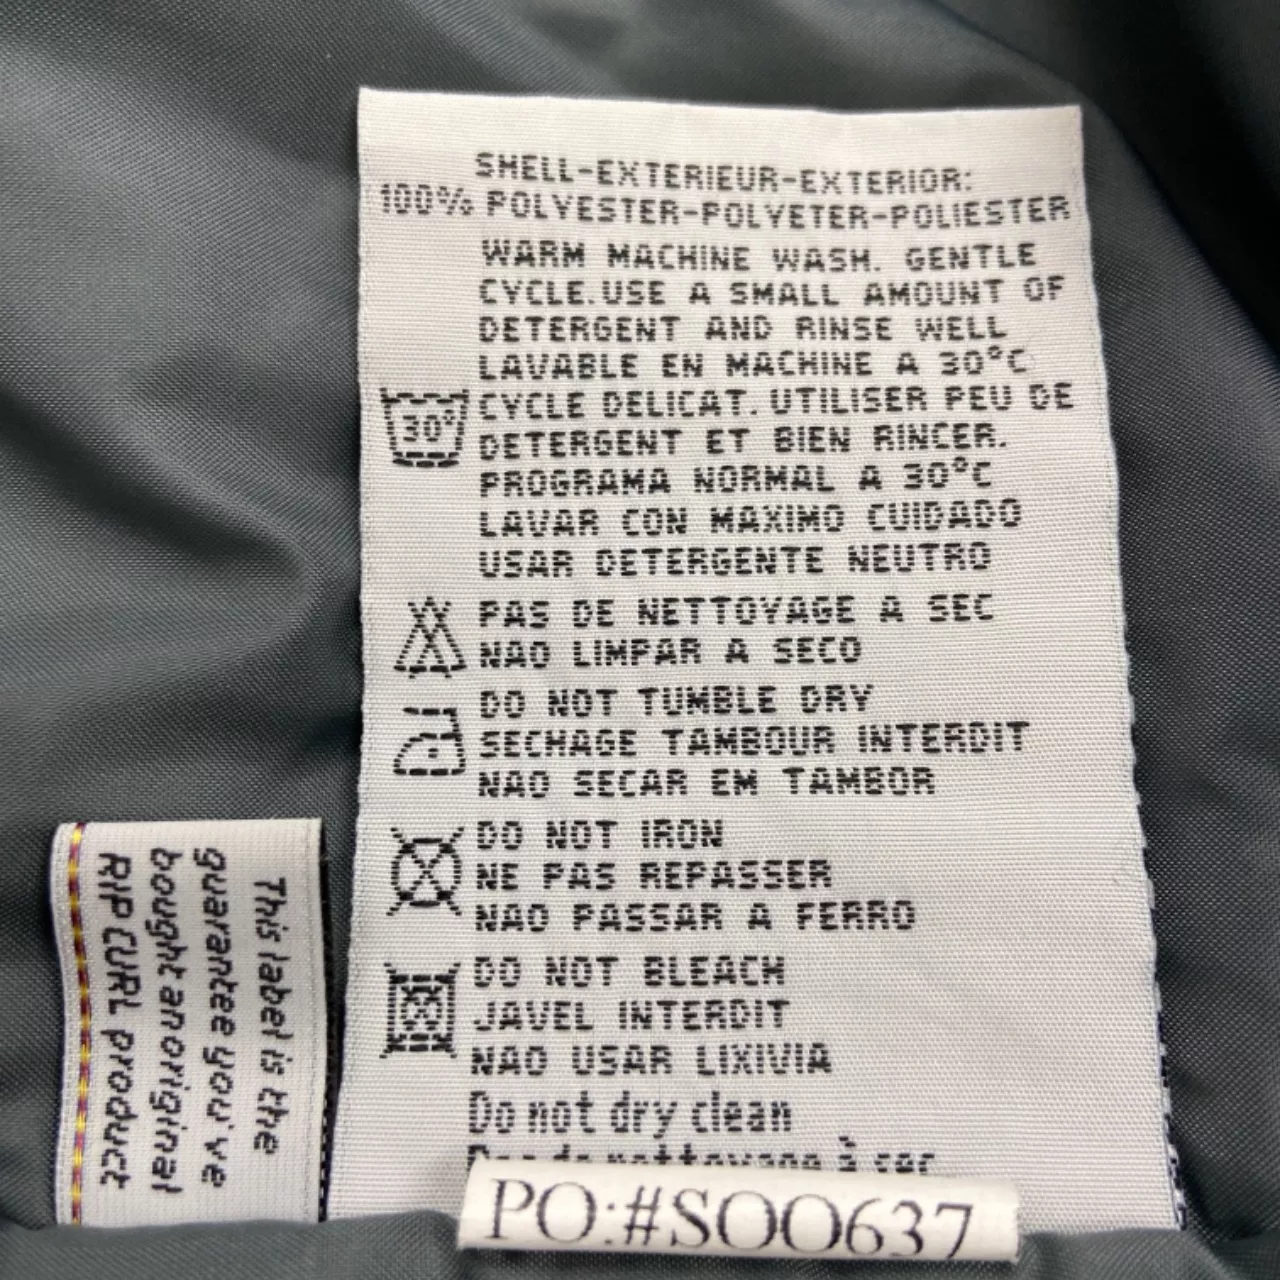 SHELL-EXTERIEUR-EXTERIOR:
100% POLYESTER-POLYETER-POLIESTER
WARM MACHINE WASH. GENTLE
CYCLE.USE A SMALL AMOUNT OF
DETERGENT AND RINSE WELL
LAVABLE EN MACHINE A 30°C
30° CYCLE DELICAT. UTILISER PEU DE
DETERGENT ET BIEN RINCER.
PROGRAMA NORMAL A 30°C
LAVAR CON MAXIMO CUIDADO
USAR DETERGENTE NEUTRO
PAS DE NETTOYAGE A SEC
NAO LIMPAR A SECO
DO NOT TUMBLE DRY
SECHAGE TAMBOUR INTERDIT
NAO SECAR EM TAMBOR
DO NOT IRON
NE PAS REPASSER
NAO PASSAR A FERRO
DO NOT BLEACH
JAVEL INTERDIT
NAO USAR LIXIVIA
Do not dry clean
Pas de nettoyage à sec
PO:#SOO637
This label is the
guarantee you've
bought an original
RIP CURL product